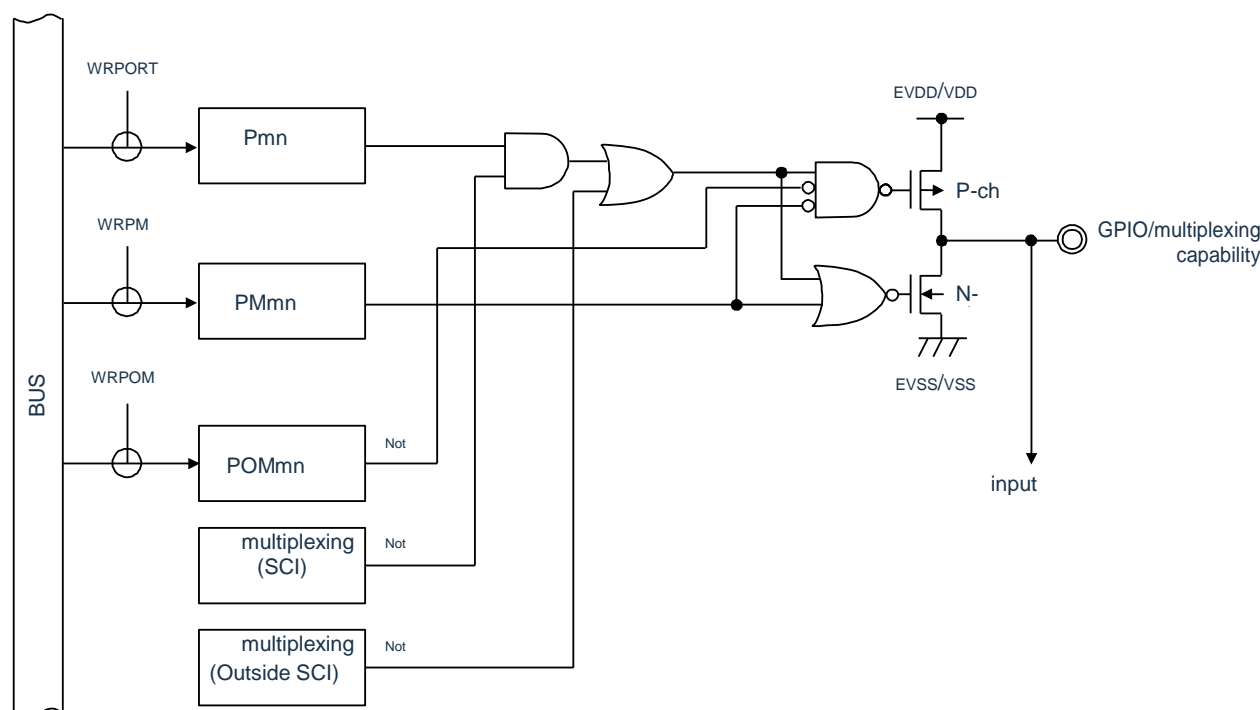 WRPORT
Pmn
EVDD/VDD
P-ch
WRPM
PMmn
GPIO/multiplexing
capability
N-
WRPOM
EVSS/VSS
BUS
POMmn
Not
input
multiplexing
(SCI)
Not
multiplexing
(Outside SCI)
Not